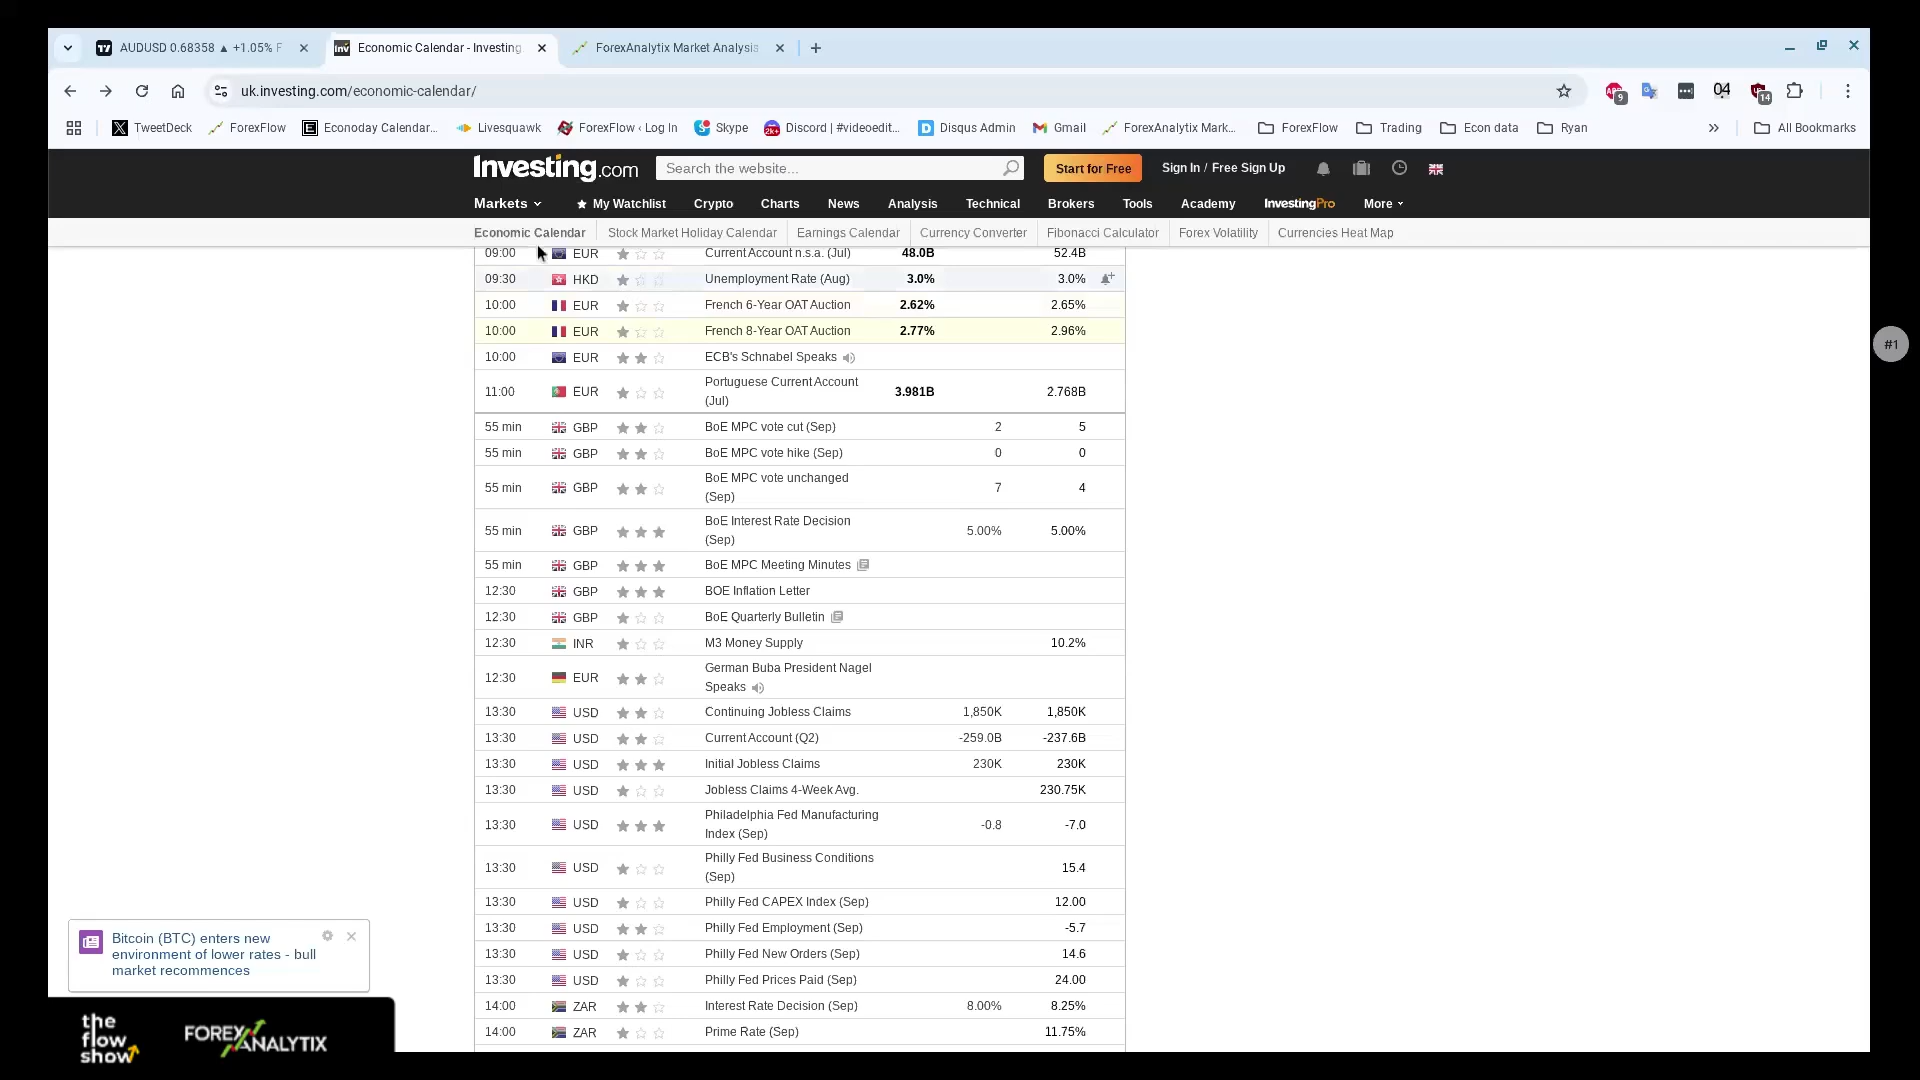 AUDUSD 0.68358 ▲ +1.05% F
Economic Calendar - Investing.
ForexAnalytix Market Analysis
uk.investing.com/economic-calendar/
9
04
14
TweetDeck
ForexFlow
Econoday Calendar...
Livesquawk
ForexFlow ‹ Log In
Skype
Discord | #videoedit...
Disqus Admin
Gmail
ForexAnalytix Mark...
ForexFlow
Trading
Econ data
Ryan
All Bookmarks
Investing.com
Search the website...
Start for Free
Sign In / Free Sign Up
Markets
My Watchlist
Crypto
Charts
News
Analysis
Technical
Brokers
Tools
Academy
InvestingPro
More
Economic Calendar
Stock Market Holiday Calendar
Earnings Calendar
Currency Converter
Fibonacci Calculator
Forex Volatility
Currencies Heat Map
09:00 EUR Current Account n.s.a. (Jul) 48.0B 52.4B
09:30 HKD Unemployment Rate (Aug) 3.0% 3.0%
#1
10:00 EUR French 6-Year OAT Auction 2.62% 2.65%
10:00 EUR French 8-Year OAT Auction 2.77% 2.96%
10:00 EUR ECB's Schnabel Speaks
11:00 EUR Portuguese Current Account
(Jul) 3.981B 2.768B
55 min GBP BoE MPC vote cut (Sep) 2 5
55 min GBP BoE MPC vote hike (Sep) 0 0
55 min GBP BoE MPC vote unchanged
(Sep) 7 4
55 min GBP BoE Interest Rate Decision
(Sep) 5.00% 5.00%
55 min GBP BoE MPC Meeting Minutes
12:30 GBP BOE Inflation Letter
12:30 GBP BoE Quarterly Bulletin
12:30 INR M3 Money Supply 10.2%
12:30 EUR German Buba President Nagel
Speaks
13:30 USD Continuing Jobless Claims 1,850K 1,850K
13:30 USD Current Account (Q2) -259.0B -237.6B
13:30 USD Initial Jobless Claims 230K 230K
13:30 USD Jobless Claims 4-Week Avg. 230.75K
13:30 USD Philadelphia Fed Manufacturing
Index (Sep) -0.8 -7.0
13:30 USD Philly Fed Business Conditions
(Sep) 15.4
13:30 USD Philly Fed CAPEX Index (Sep) 12.00
13:30 USD Philly Fed Employment (Sep) -5.7
13:30 USD Philly Fed New Orders (Sep) 14.6
13:30 USD Philly Fed Prices Paid (Sep) 24.00
14:00 ZAR Interest Rate Decision (Sep) 8.00% 8.25%
14:00 ZAR Prime Rate (Sep) 11.75%
Bitcoin (BTC) enters new
environment of lower rates - bull
market recommences
the
flow
show
FOREX ANALYTIX